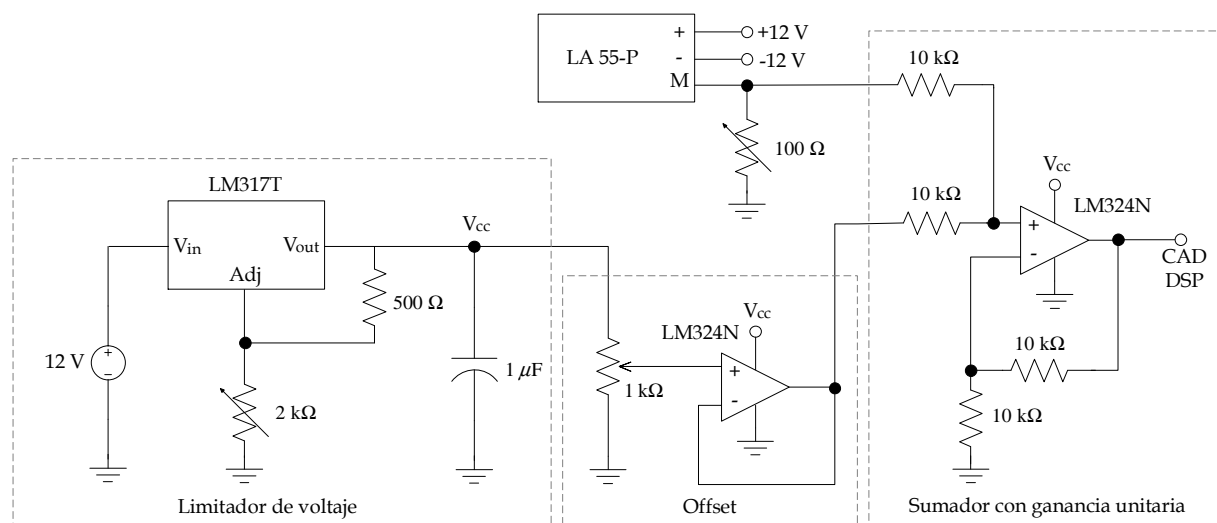 LA 55-P
+
-
M
+12 V
-12 V
100 Ω
10 kΩ
10 kΩ
Vcc
LM324N
+
-
CAD
DSP
10 kΩ
10 kΩ
Sumador con ganancia unitaria
LM317T
Vin
Vout
Adj
Vcc
500 Ω
12 V
+
−
2 kΩ
1 μF
Limitador de voltaje
1 kΩ
LM324N
Vcc
+
-
Offset